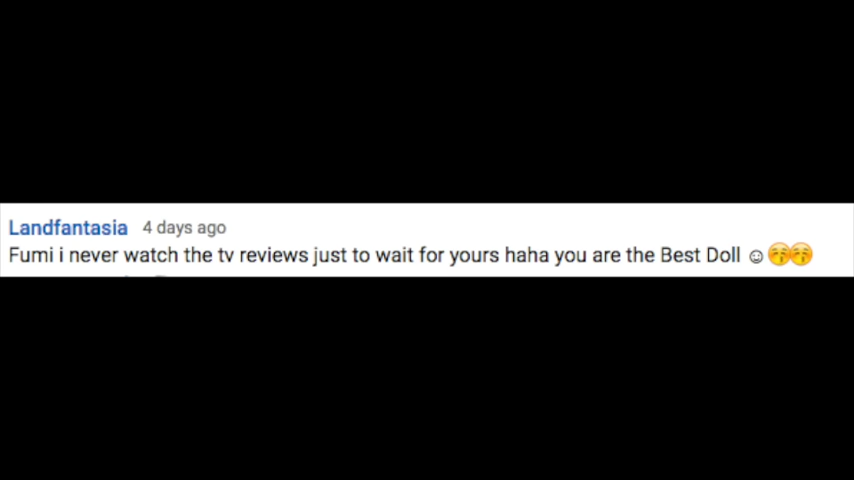 Landfantasia 4 days ago
Fumi i never watch the tv reviews just to wait for yours haha you are the Best Doll ☺😚😚